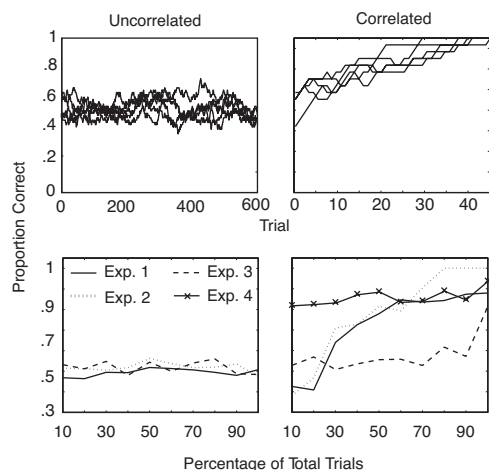 Uncorrelated
Correlated
Proportion Correct
1
.8
.6
.4
.2
0
0 200 400 600
0 10 20 30 40
Trial
1
.9
.7
.5
.3
Exp. 1
Exp. 3
Exp. 2
Exp. 4
10 30 50 70 90
10 30 50 70 90
Percentage of Total Trials